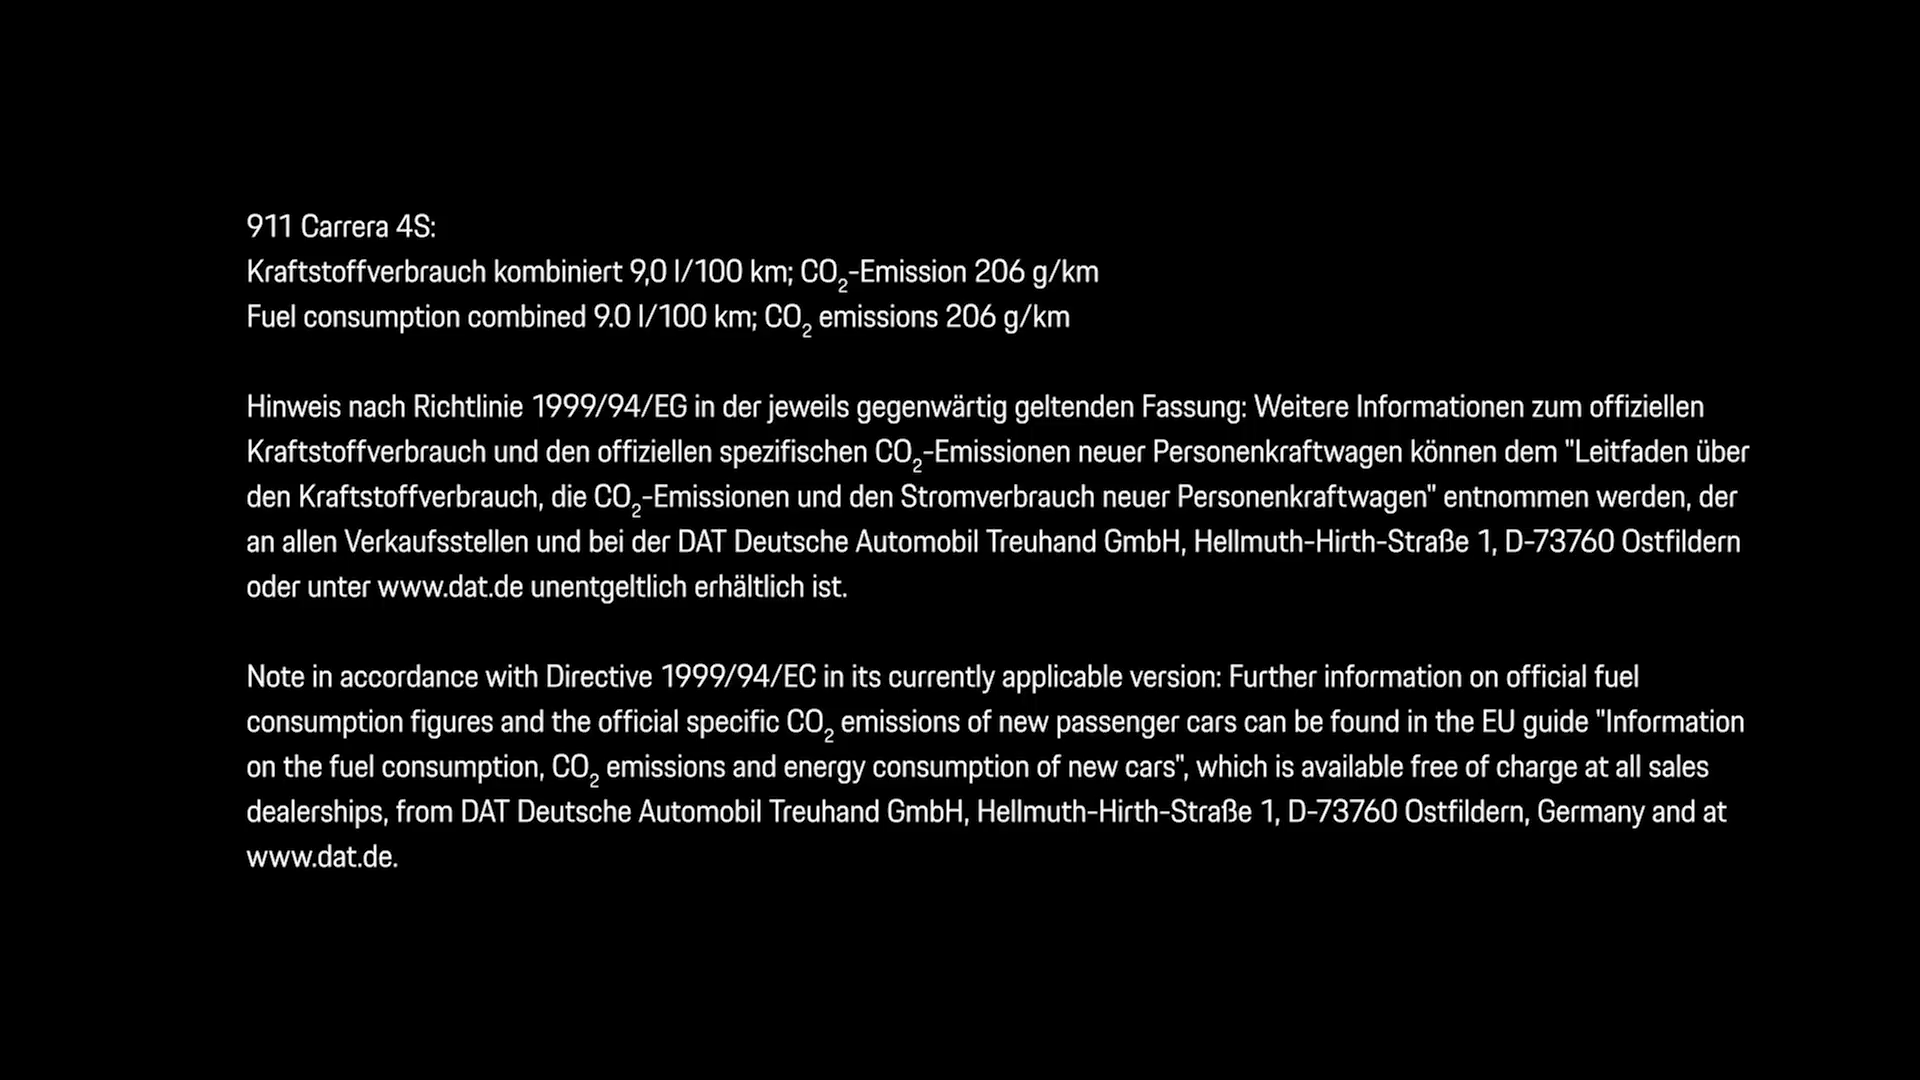 911 Carrera 4S:
Kraftstoffverbrauch kombiniert 9,0 l/100 km; CO₂-Emission 206 g/km
Fuel consumption combined 9.0 l/100 km; CO₂ emissions 206 g/km
Hinweis nach Richtlinie 1999/94/EG in der jeweils gegenwärtig geltenden Fassung: Weitere Informationen zum offiziellen
Kraftstoffverbrauch und den offiziellen spezifischen CO₂-Emissionen neuer Personenkraftwagen können dem "Leitfaden über
den Kraftstoffverbrauch, die CO₂-Emissionen und den Stromverbrauch neuer Personenkraftwagen" entnommen werden, der
an allen Verkaufsstellen und bei der DAT Deutsche Automobil Treuhand GmbH, Hellmuth-Hirth-Straße 1, D-73760 Ostfildern
oder unter www.dat.de unentgeltlich erhältlich ist.
Note in accordance with Directive 1999/94/EC in its currently applicable version: Further information on official fuel
consumption figures and the official specific CO₂ emissions of new passenger cars can be found in the EU guide "Information
on the fuel consumption, CO₂ emissions and energy consumption of new cars", which is available free of charge at all sales
dealerships, from DAT Deutsche Automobil Treuhand GmbH, Hellmuth-Hirth-Straße 1, D-73760 Ostfildern, Germany and at
www.dat.de.